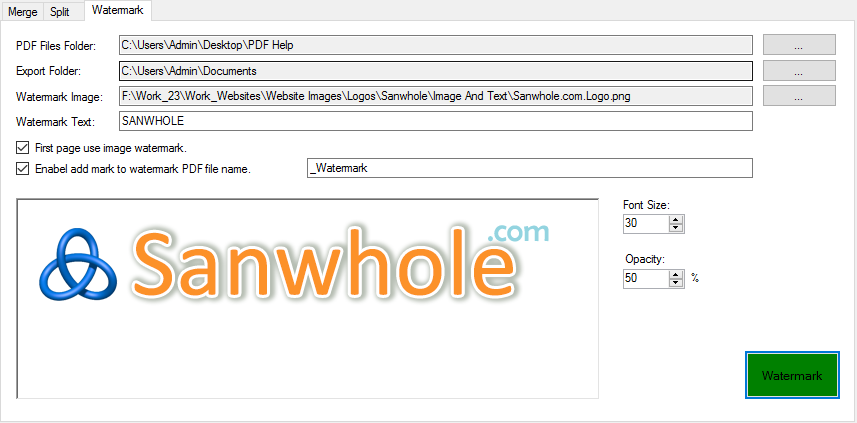 Merge Split Watermark
PDF Files Folder: C:\Users\Admin\Desktop\PDF Help ...
Export Folder: C:\Users\Admin\Documents ...
Watermark Image: F:\Work_23\Work_Websites\Website Images\Logos\Sanwhole\Image And Text\Sanwhole.com.Logo.png ...
Watermark Text: SANWHOLE
First page use image watermark.
Enabel add mark to watermark PDF file name. _Watermark
Sanwhole.com
Font Size:
30
Opacity:
50 %
Watermark